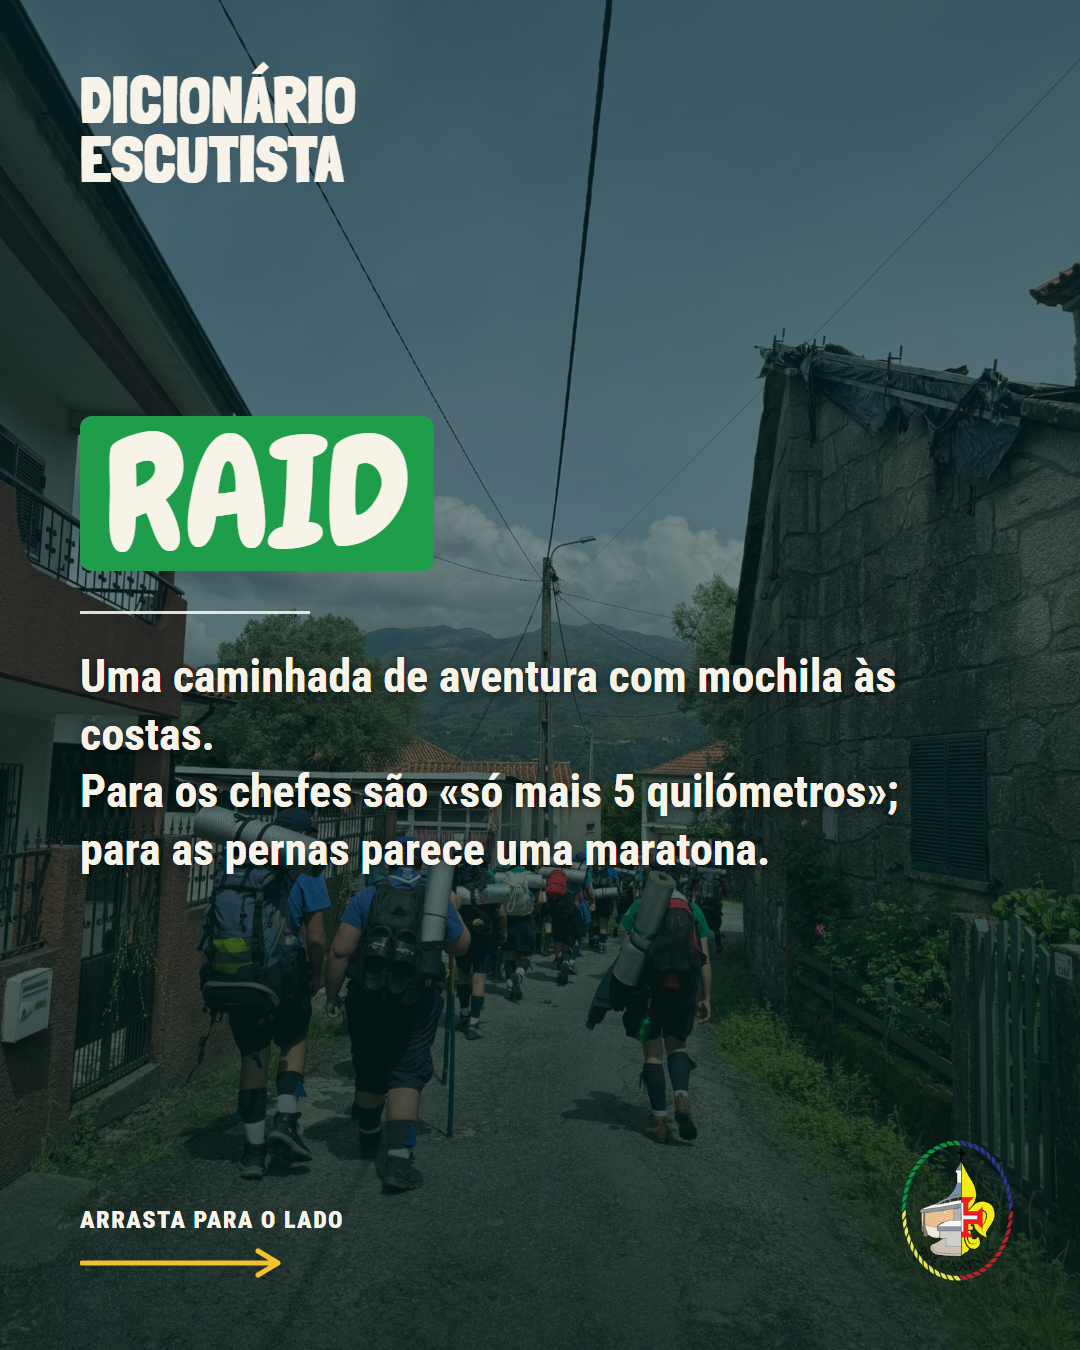 DICIONÁRIO
ESCUTISTA
RAID
Uma caminhada de aventura com mochila às
costas.
Para os chefes são «só mais 5 quilómetros»;
para as pernas parece uma maratona.
ARRASTA PARA O LADO